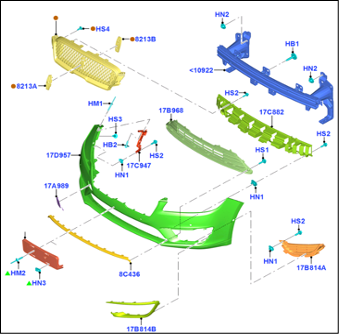 HN2
HS4
8213B
HB1
<10922
HN2
8213A
HS2
HM1
17B968
17C882
HS3
HS2
17D957
HB2
HS2
HS1
17C947
HN1
17A989
HN1
HS2
HN1
HM2
8C436
17B814A
HN3
17B814B